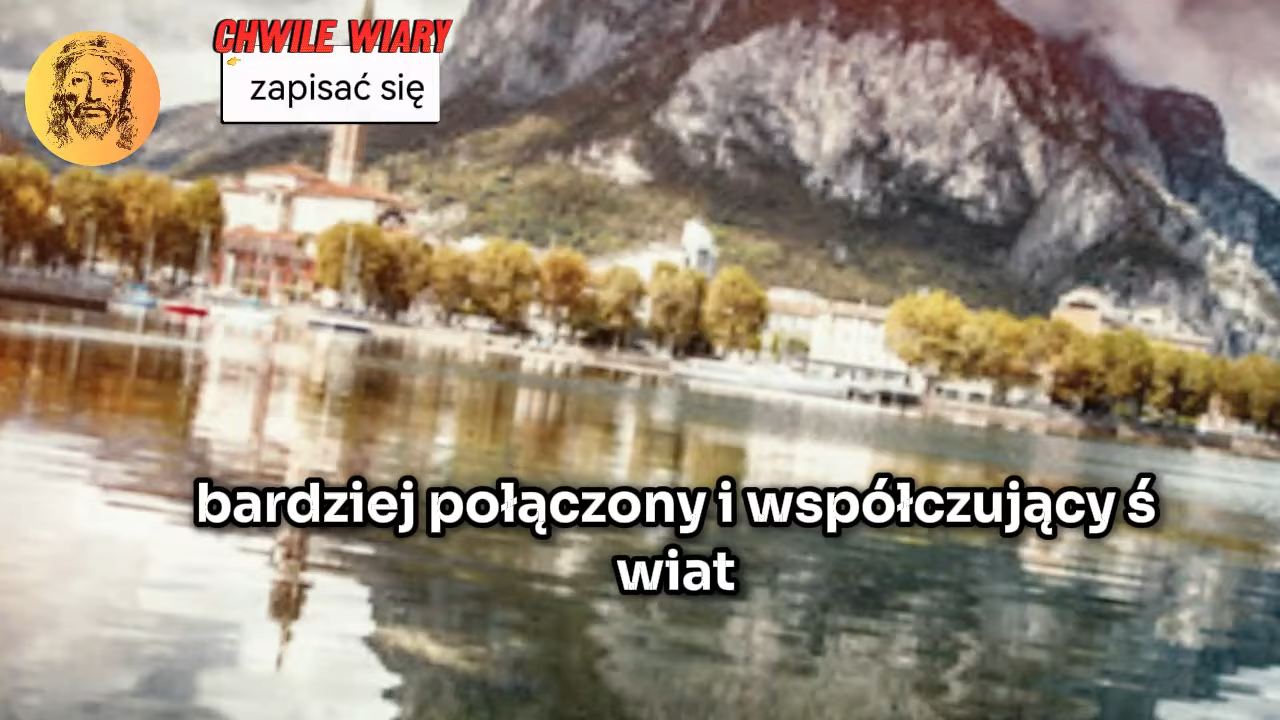 CHWILE WIARY
👉
zapisać się
bardziej połączony i współczujący ś
wiat